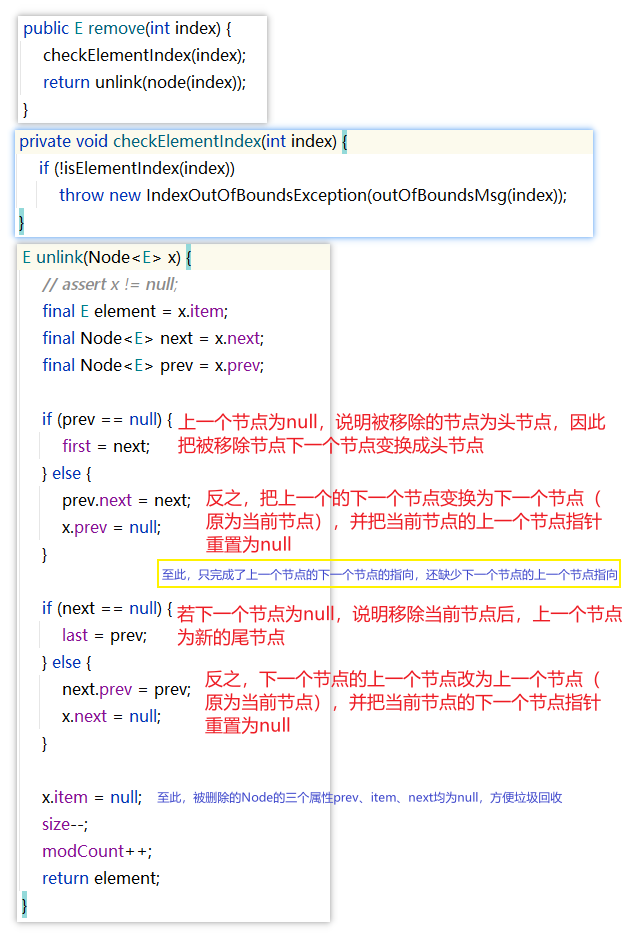 public E remove(int index) {
checkElementIndex(index);
return unlink(node(index));
}
private void checkElementIndex(int index) {
if (!isElementIndex(index))
throw new IndexOutOfBoundsException(outOfBoundsMsg(index));
}
E unlink(Node<E> x) {
// assert x != null;
final E element = x.item;
final Node<E> next = x.next;
final Node<E> prev = x.prev;
if (prev == null) {
上一个节点为null，说明被移除的节点为头节点，因此
first = next;
把被移除节点下一个节点变换成头节点
} else {
prev.next = next;
反之，把上一个的下一个节点变换为下一个节点（
x.prev = null;
原为当前节点），并把当前节点的上一个节点指针
}
重置为null
至此，只完成了上一个节点的下一个节点的指向，还缺少下一个节点的上一个节点指向
if (next == null) {
若下一个节点为null，说明移除当前节点后，上一个节点
last = prev;
为新的尾节点
} else {
next.prev = prev;
反之，下一个节点的上一个节点改为上一个节点（
x.next = null;
原为当前节点），并把当前节点的下一个节点指针
}
重置为null
x.item = null;
至此，被删除的Node的三个属性prev、item、next均为null，方便垃圾回收
size--;
modCount++;
return element;
}